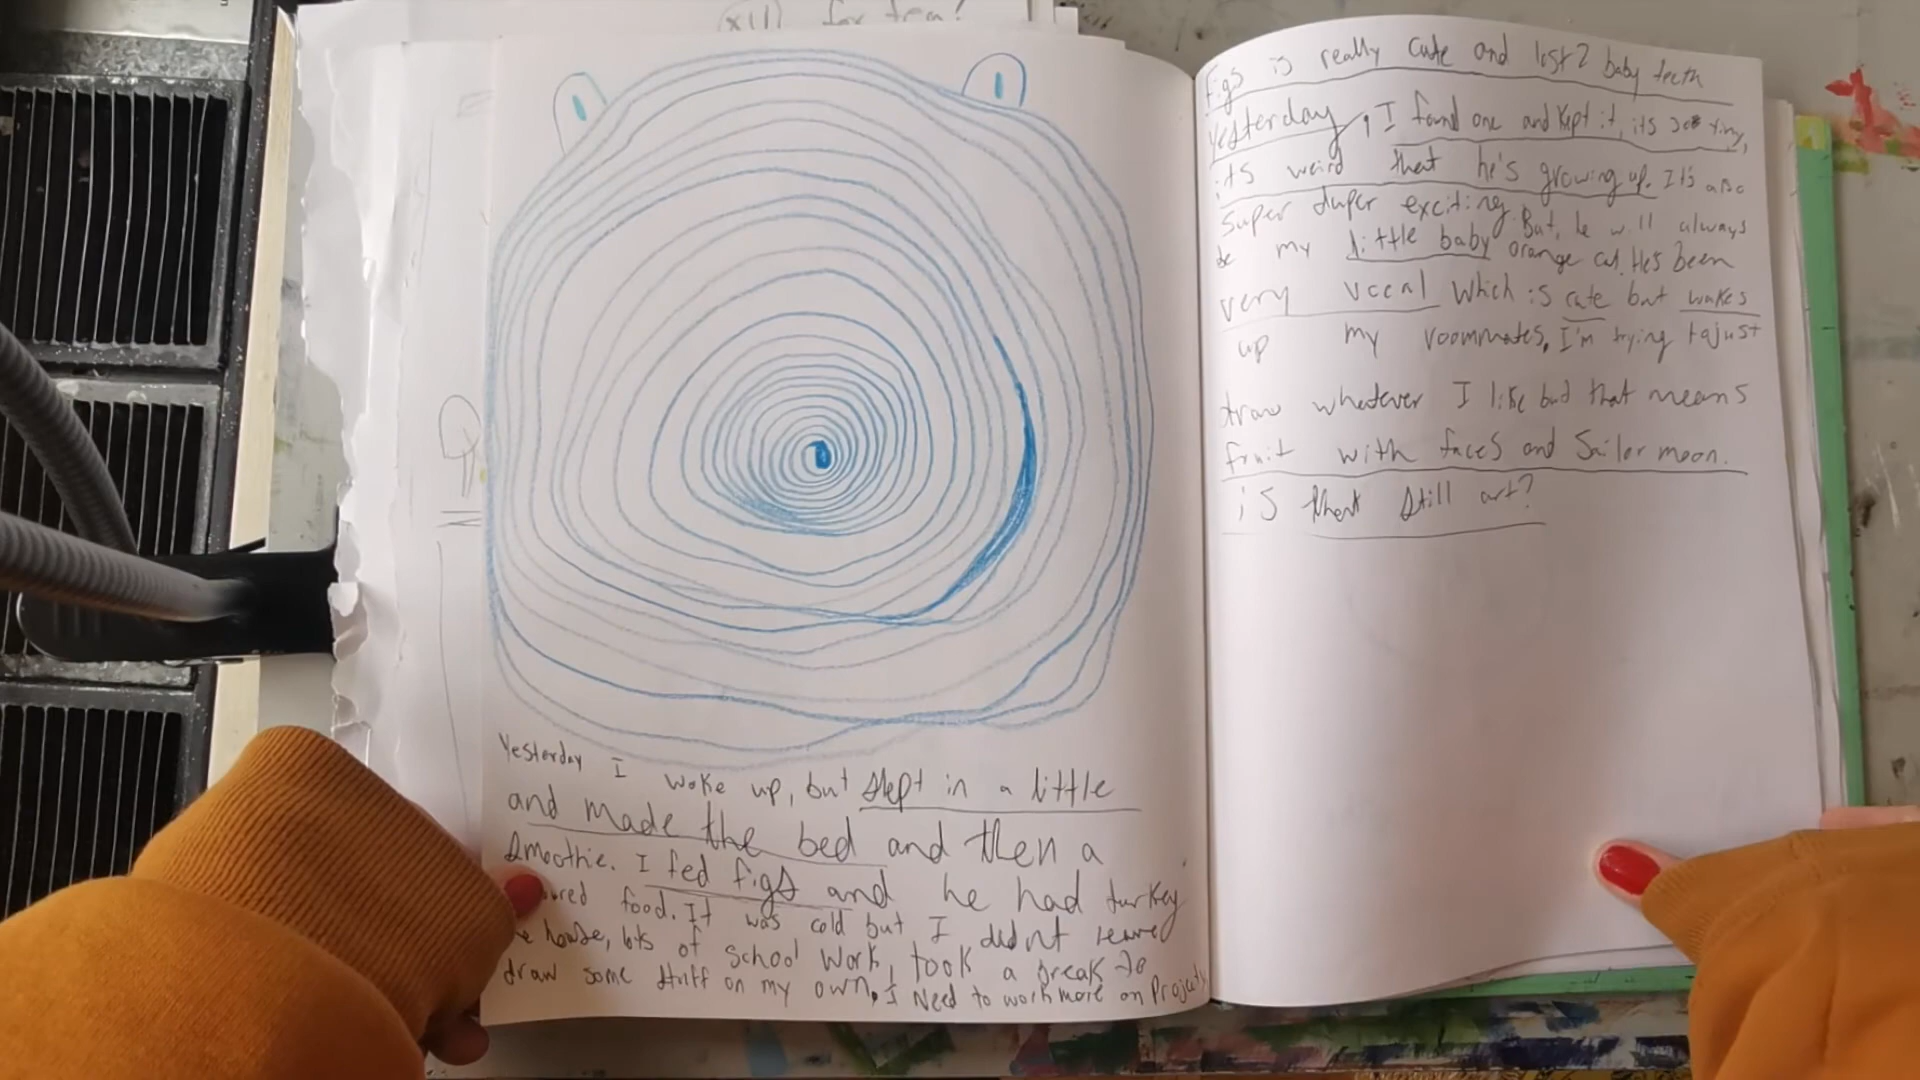 for tea!
Yesterday I woke up, but slept in a little
and made the bed and then a
smoothie. I fed figs and he had turkey
food. It was cold but I didnt
house, lots of school work, took a break to
draw some stuff on my own, I Need to work more on Projects
figs is really cute and lost 2 baby teeth
yesterday, I found one and kept it, its so tiny,
its weird that he's growing up. It's also
super duper exciting. But, he will always
be my little baby orange cat. He's been
very vocal which is cute but wakes
up my roommates, I'm trying to just
draw whatever I like but that means
fruit with faces and Sailor moon.
is that still art?